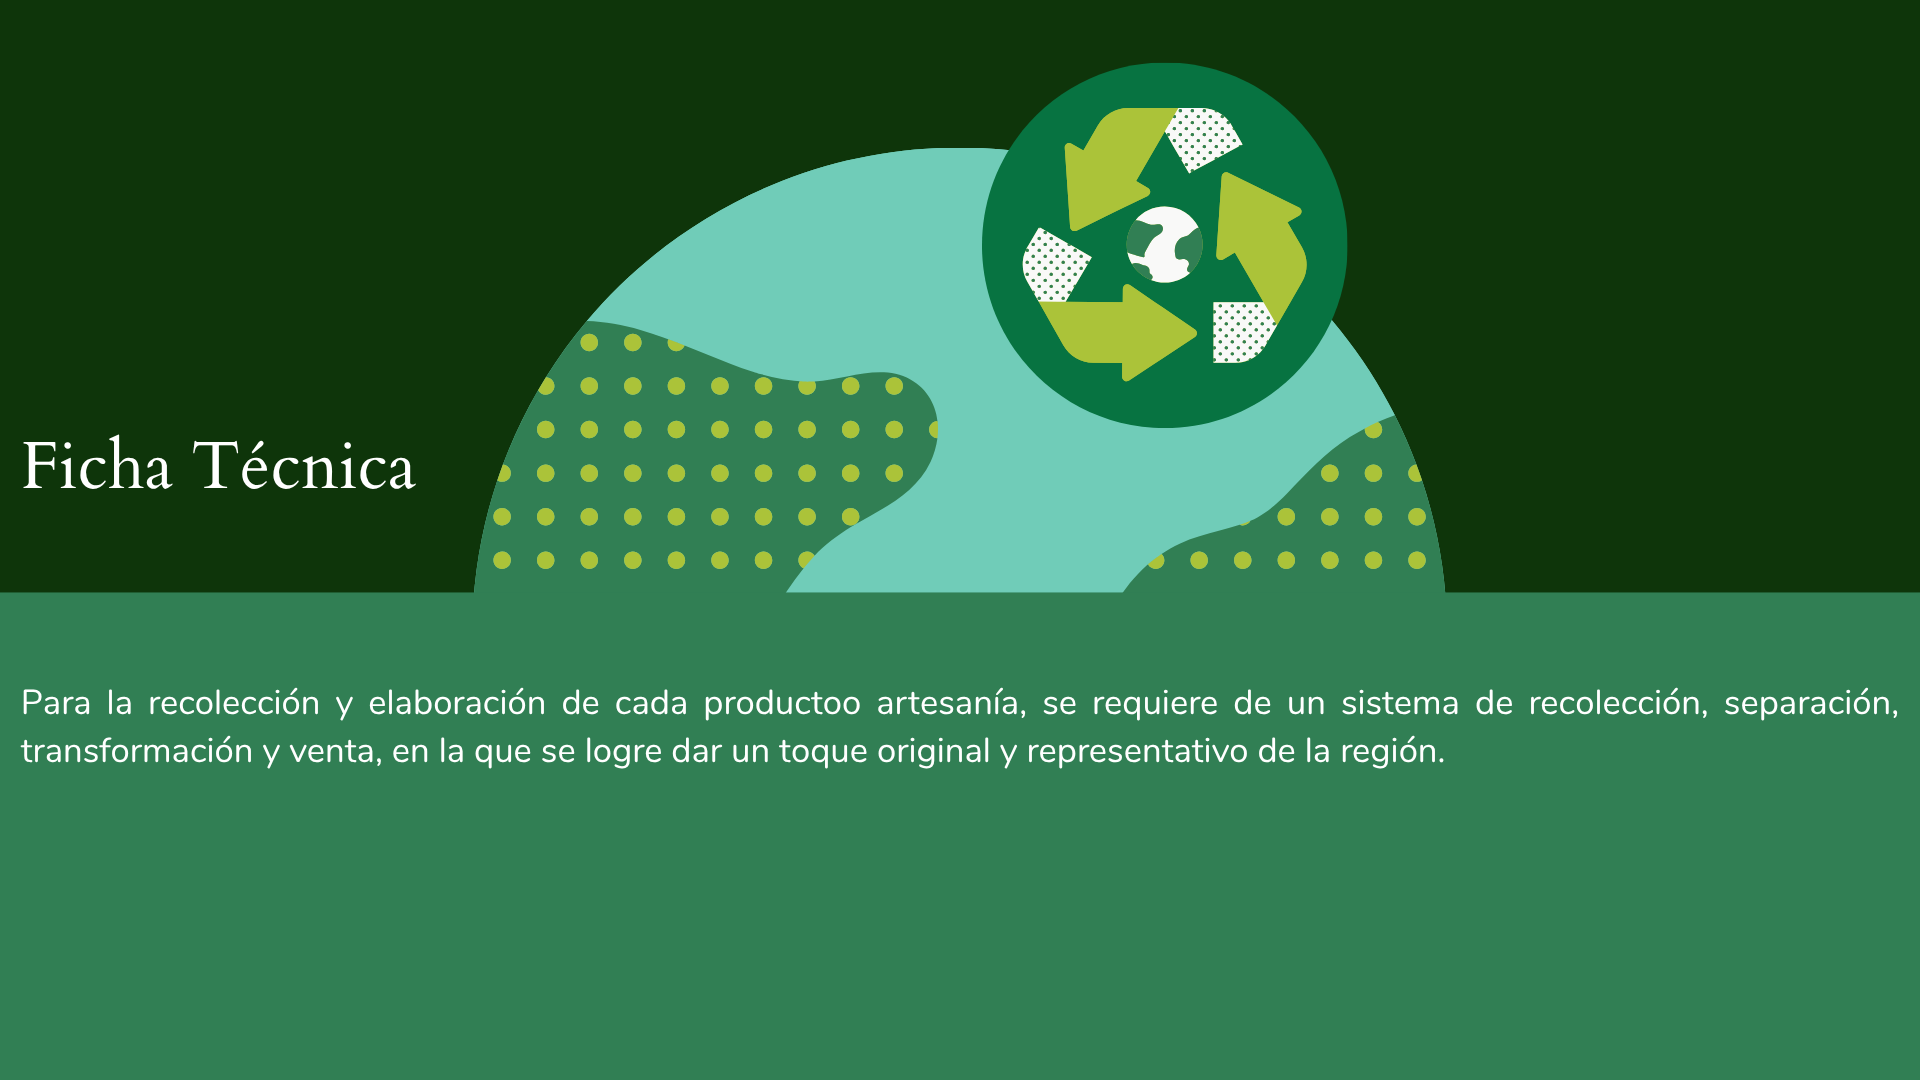 Ficha Técnica
Para la recolección y elaboración de cada productoo artesanía, se requiere de un sistema de recolección, separación,
transformación y venta, en la que se logre dar un toque original y representativo de la región.